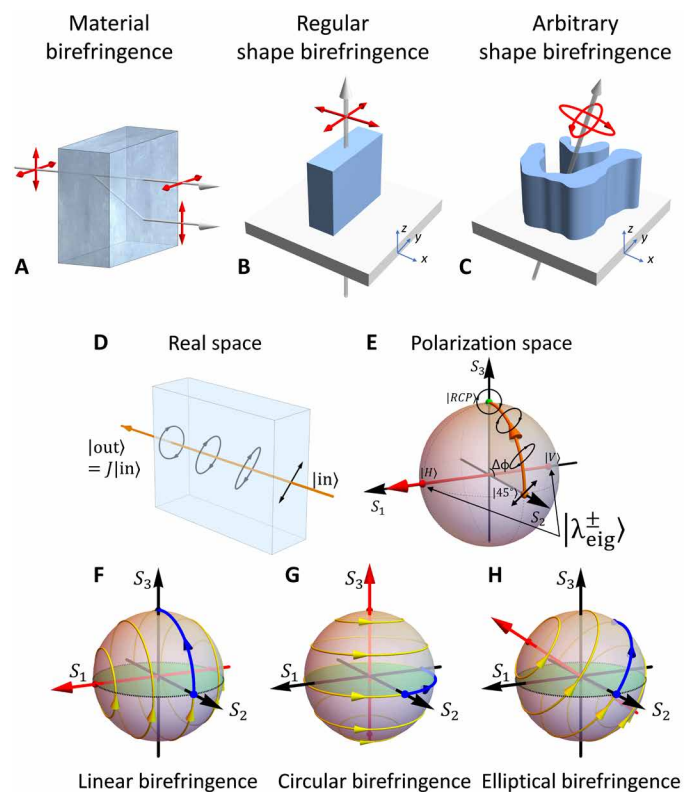 Material
birefringence
Regular
shape birefringence
Arbitrary
shape birefringence
A
B
z
y
x
C
z
y
x
D
Real space
|out⟩
= J|in⟩
|in⟩
E
Polarization space
S₃
|RCP⟩
Δϕ
|V⟩
|H⟩
|45°⟩
S₁
S₂
|λ±eig⟩
F
S₃
S₁
S₂
Linear birefringence
G
S₃
S₁
S₂
Circular birefringence
H
S₃
S₁
S₂
Elliptical birefringence